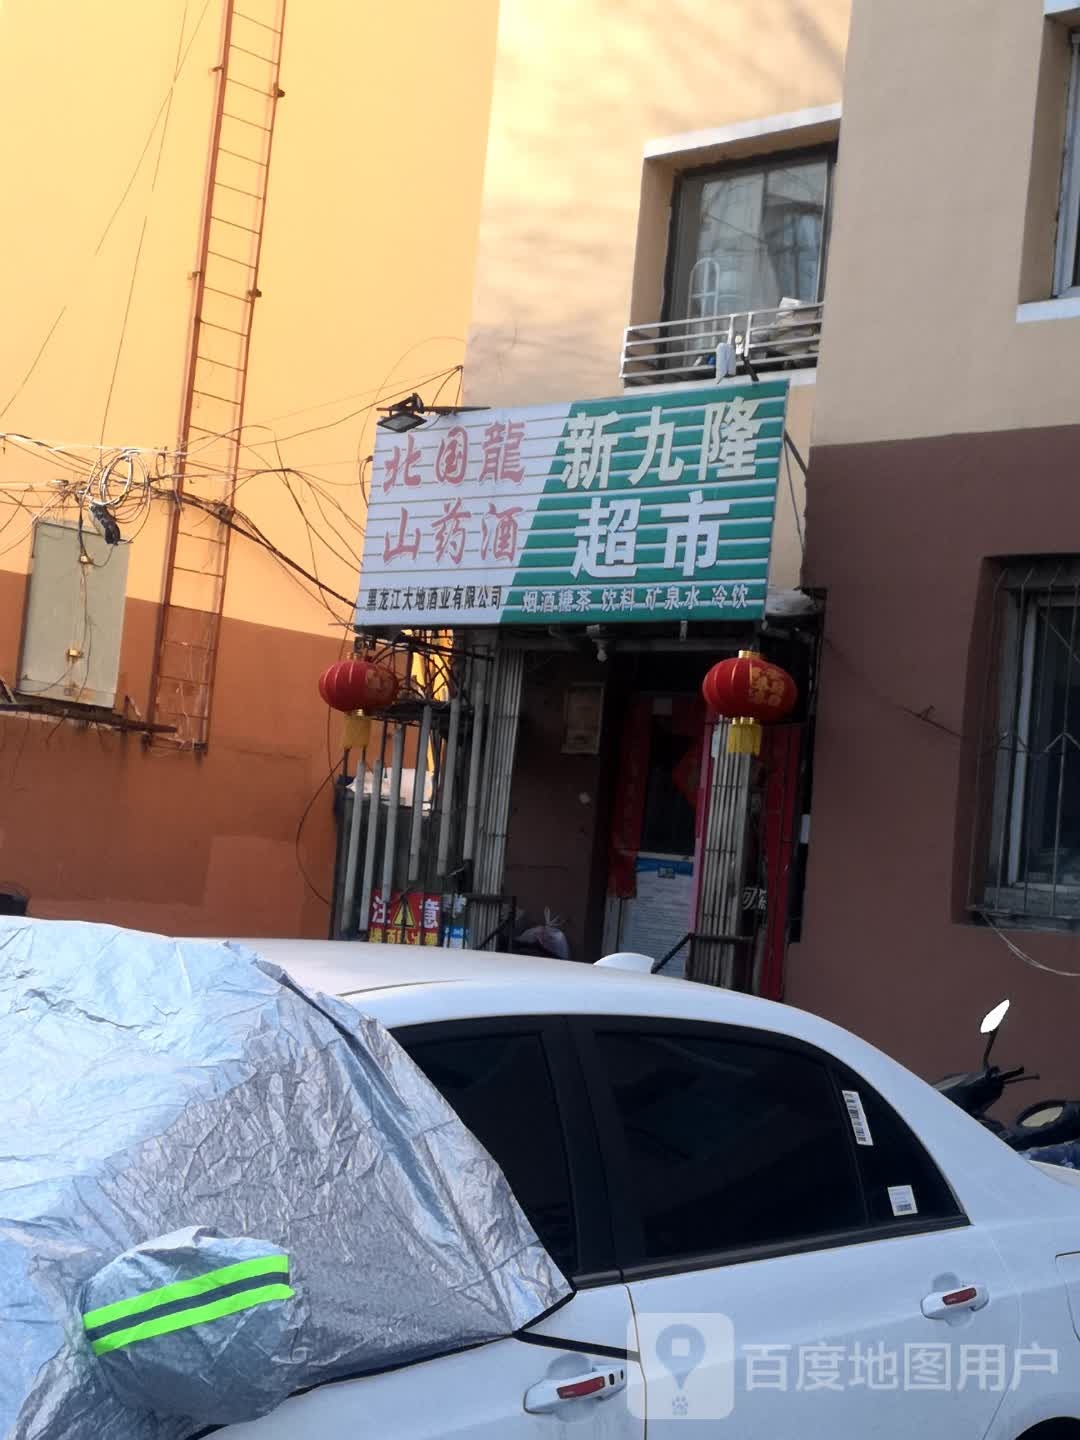 北国龍
山药酒
黑龙江大地酒业有限公司
新九隆
超市
烟酒糖茶 饮料 矿泉水 冷饮
注意
百度地图用户